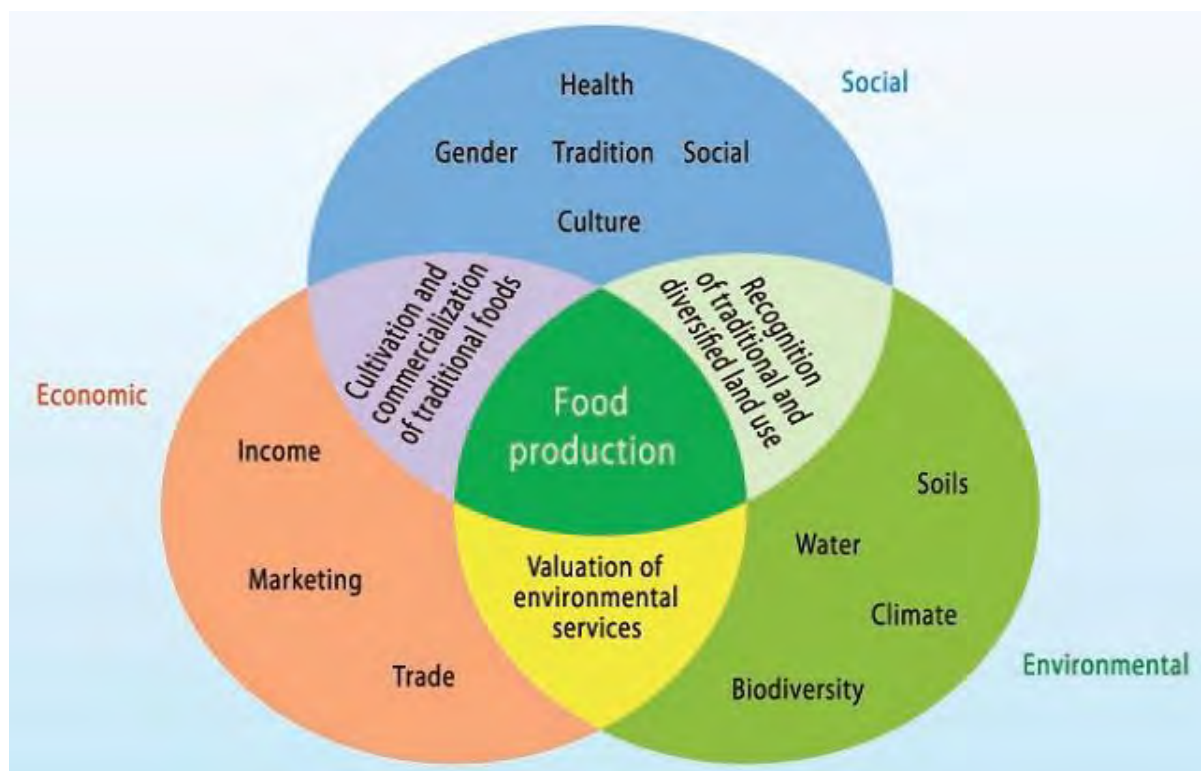 Health
Social
Gender Tradition Social
Culture
Cultivation and
commercialization
of traditional foods
Recognition
of traditional and
diversified land use
Economic
Food
production
Income
Soils
Water
Marketing
Valuation of
environmental
services
Climate
Trade
Biodiversity
Environmental